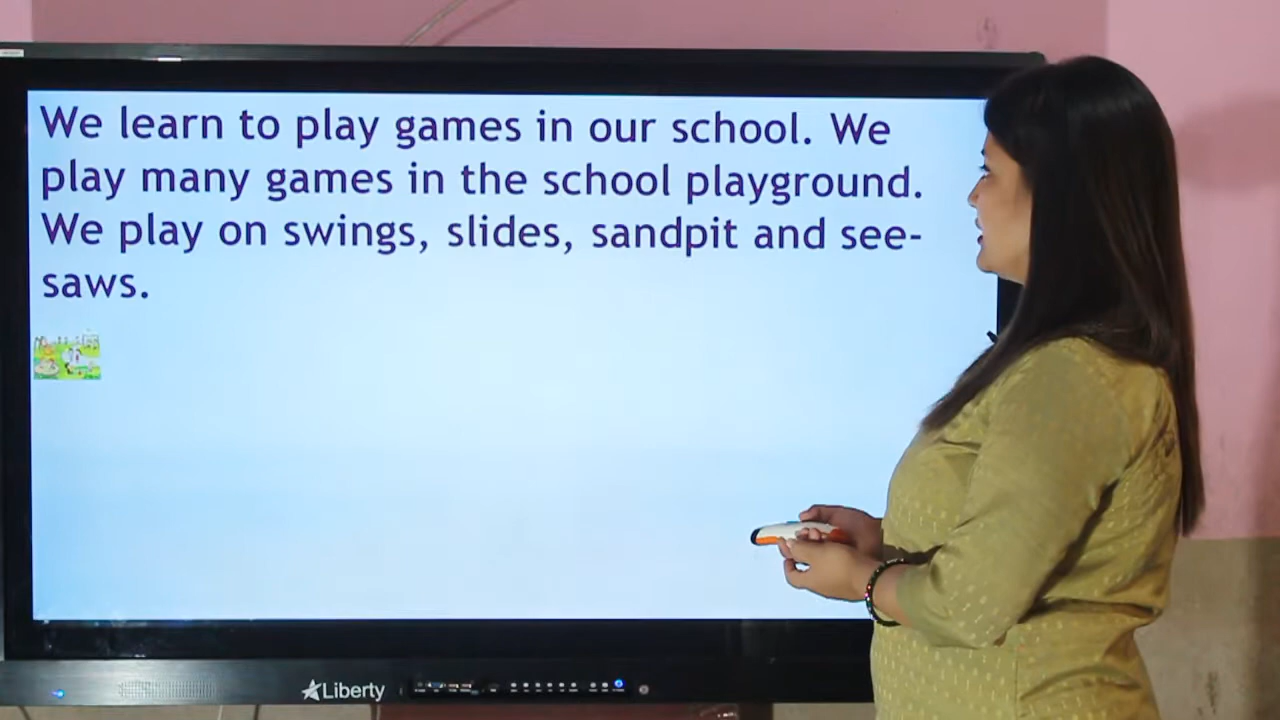 We learn to play games in our school. We
play many games in the school playground.
We play on swings, slides, sandpit and see-
saws.
Liberty